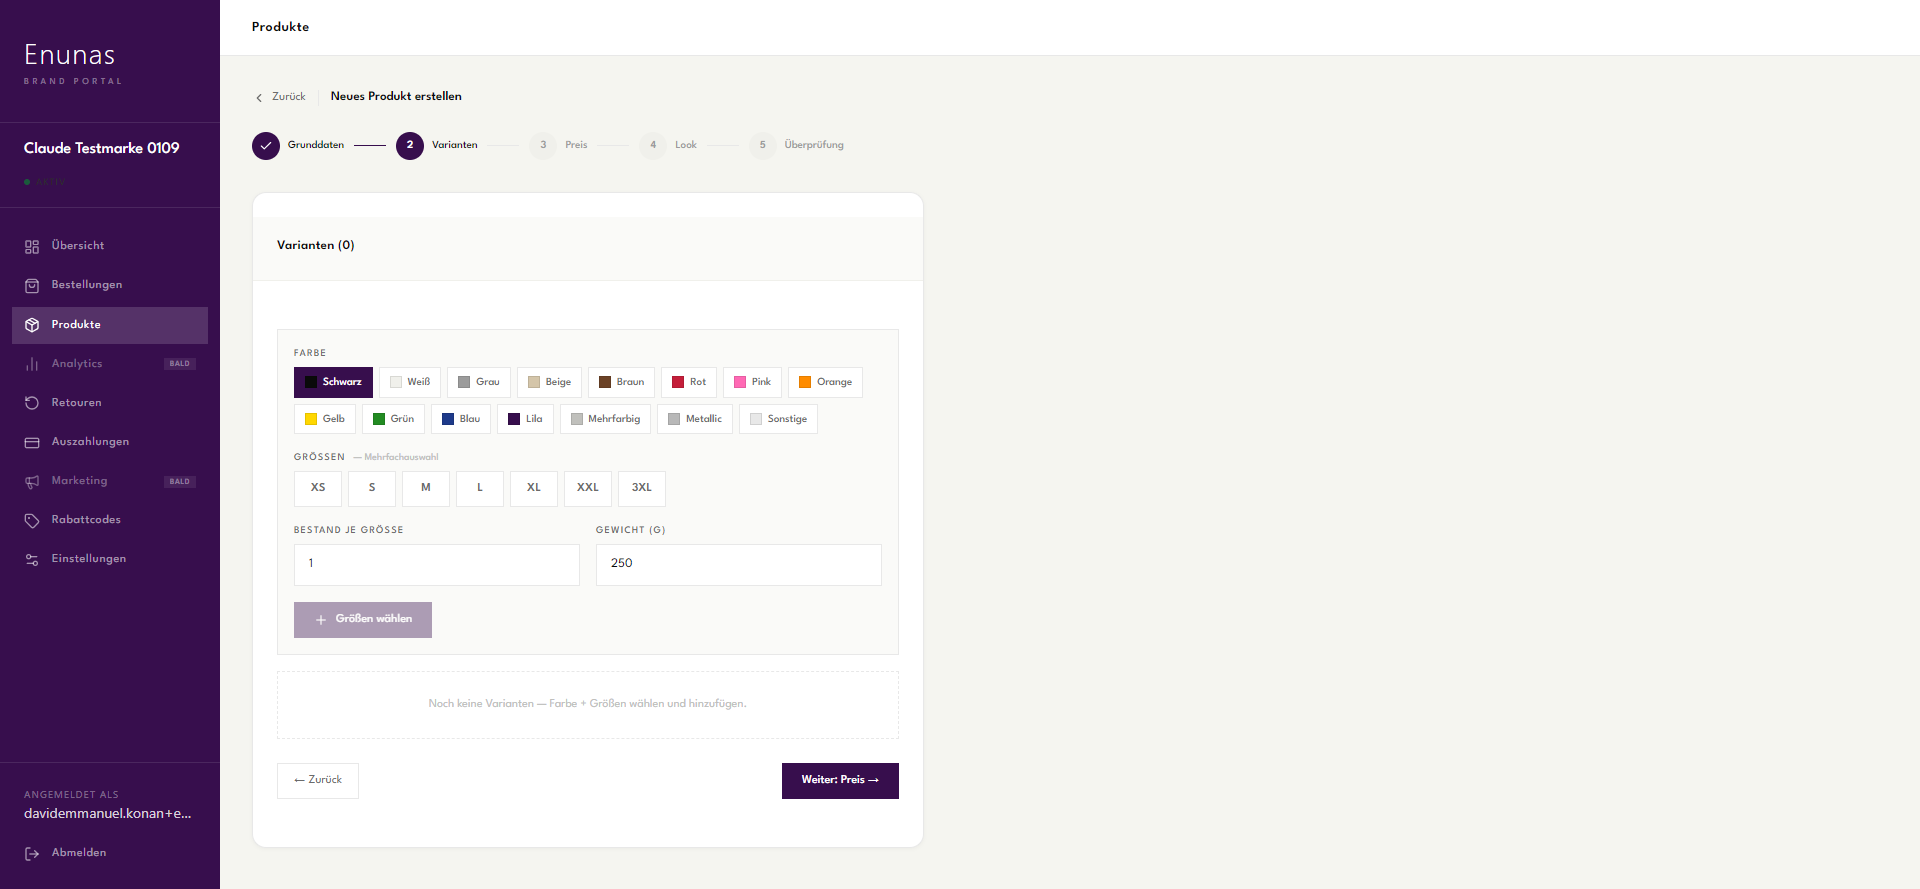 Enunas
BRAND PORTAL
Claude Testmarke 0109
AKTIV
Übersicht
Bestellungen
Produkte
Analytics BALD
Retouren
Auszahlungen
Marketing BALD
Rabattcodes
Einstellungen
ANGEMELDET ALS
davidemmanuel.konan+e...
Abmelden
Produkte
Zurück Neues Produkt erstellen
Grunddaten 2 Varianten 3 Preis 4 Look 5 Überprüfung
Varianten (0)
FARBE
Schwarz Weiß Grau Beige Braun Rot Pink Orange
Gelb Grün Blau Lila Mehrfarbig Metallic Sonstige
GRÖSSEN — Mehrfachauswahl
XS S M L XL XXL 3XL
BESTAND JE GRÖSSE GEWICHT (G)
1 250
+ Größen wählen
Noch keine Varianten — Farbe + Größen wählen und hinzufügen.
← Zurück Weiter: Preis →